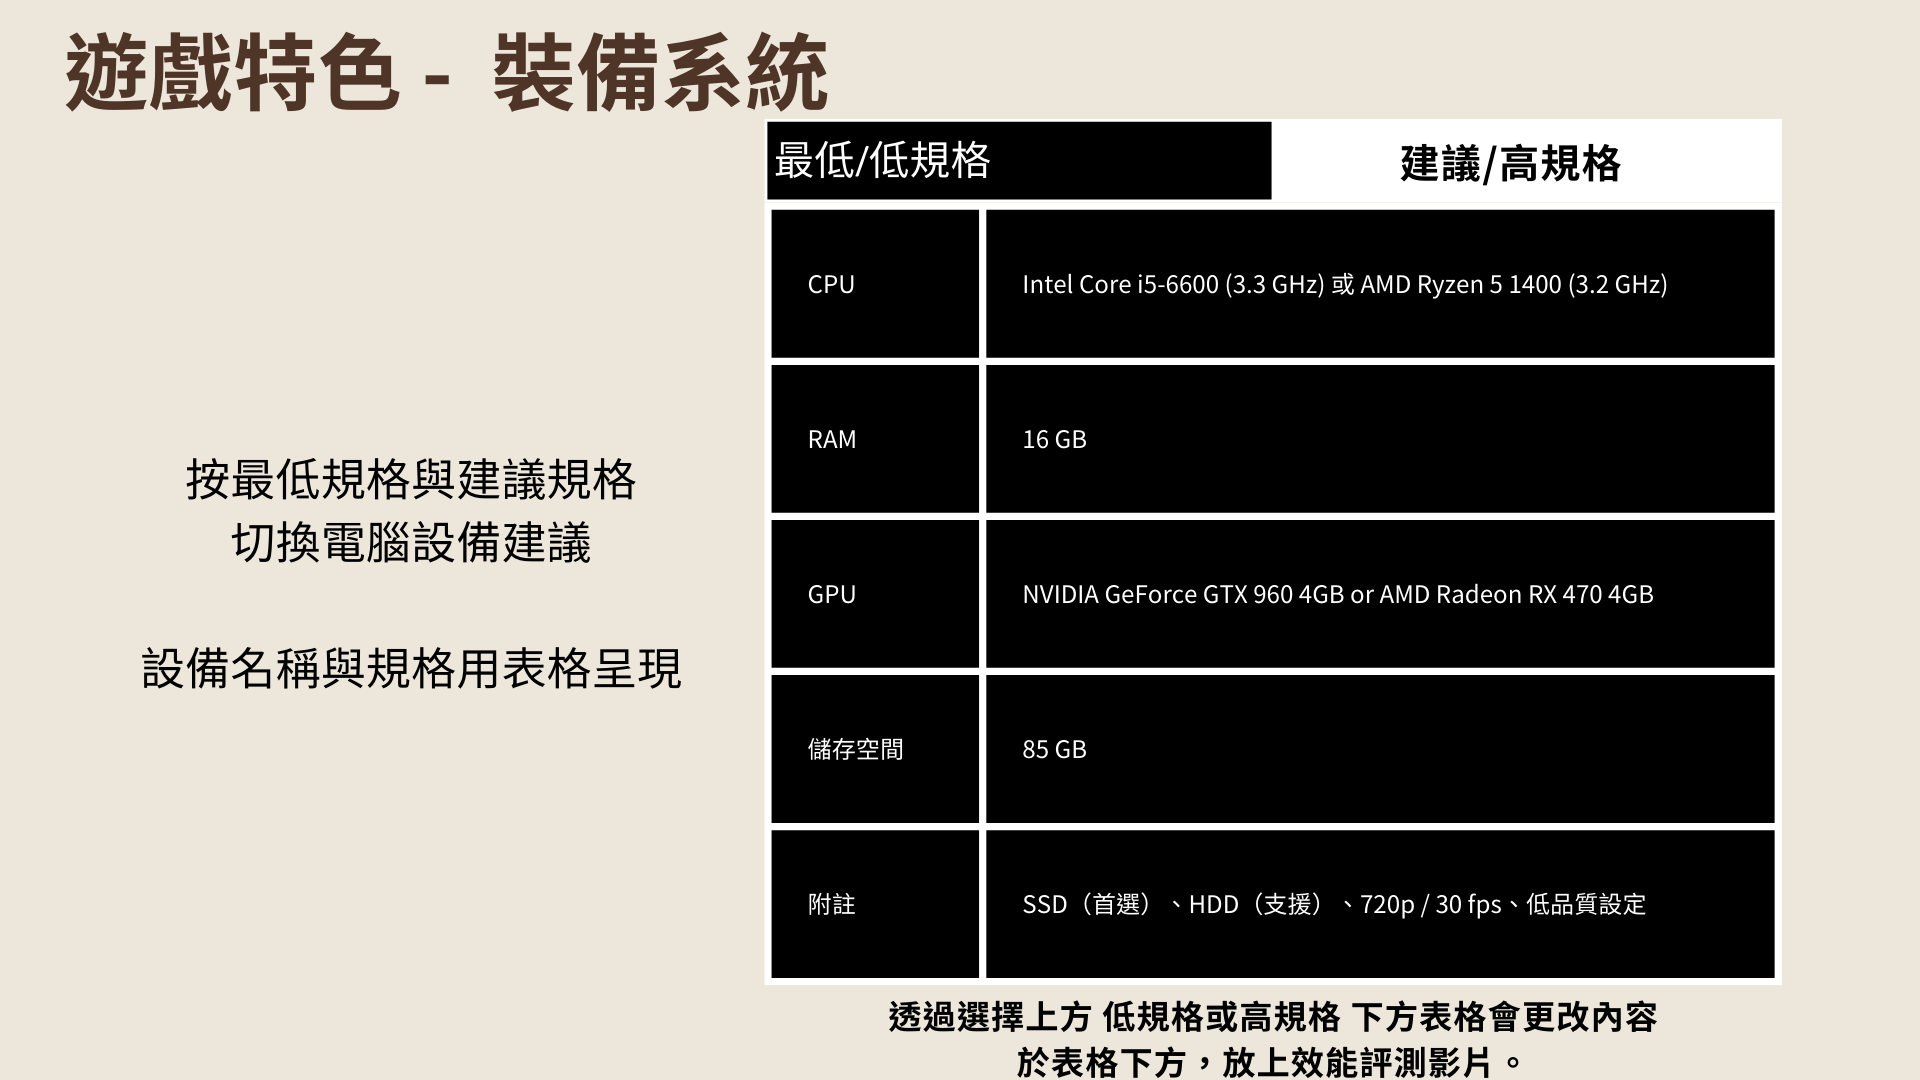 遊戲特色 - 裝備系統
按最低規格與建議規格
切換電腦設備建議
設備名稱與規格用表格呈現
最低/低規格 建議/高規格
CPU Intel Core i5-6600 (3.3 GHz) 或 AMD Ryzen 5 1400 (3.2 GHz)
RAM 16 GB
GPU NVIDIA GeForce GTX 960 4GB or AMD Radeon RX 470 4GB
儲存空間 85 GB
附註 SSD（首選）、HDD（支援）、720p / 30 fps、低品質設定
透過選擇上方 低規格或高規格 下方表格會更改內容
於表格下方，放上效能評測影片。